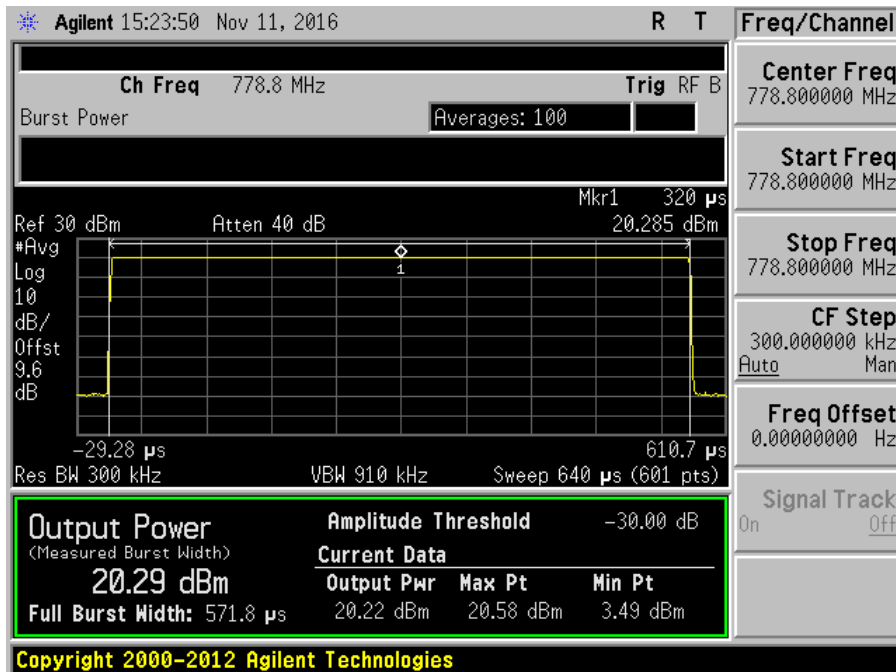 Agilent 15:23:50 Nov 11, 2016 R T
Freq/Channel
Ch Freq 778.8 MHz Trig RF B
Burst Power Averages: 100
Mkr1 320 µs
Ref 30 dBm Atten 40 dB 20.285 dBm
#Avg
Log
10
dB/
Offst
9.6
dB
1
-29.28 µs 610.7 µs
Res BW 300 kHz VBW 910 kHz Sweep 640 µs (601 pts)
Output Power
(Measured Burst Width)
20.29 dBm
Full Burst Width: 571.8 µs
Amplitude Threshold -30.00 dB
Current Data
Output Pwr Max Pt Min Pt
20.22 dBm 20.58 dBm 3.49 dBm
Center Freq
778.800000 MHz
Start Freq
778.800000 MHz
Stop Freq
778.800000 MHz
CF Step
300.000000 kHz
Auto Man
Freq Offset
0.00000000 Hz
Signal Track
On Off
Copyright 2000-2012 Agilent Technologies